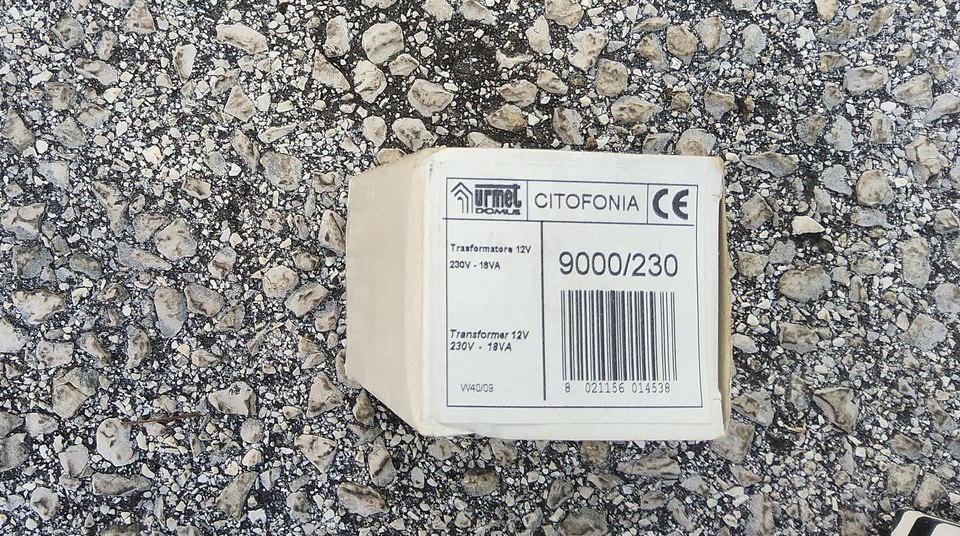 urmet
DOMUS
CITOFONIA
CE
Trasformatore 12V
230V - 18VA
9000/230
Transformer 12V
230V - 18VA
W40/09
8 021156 014538